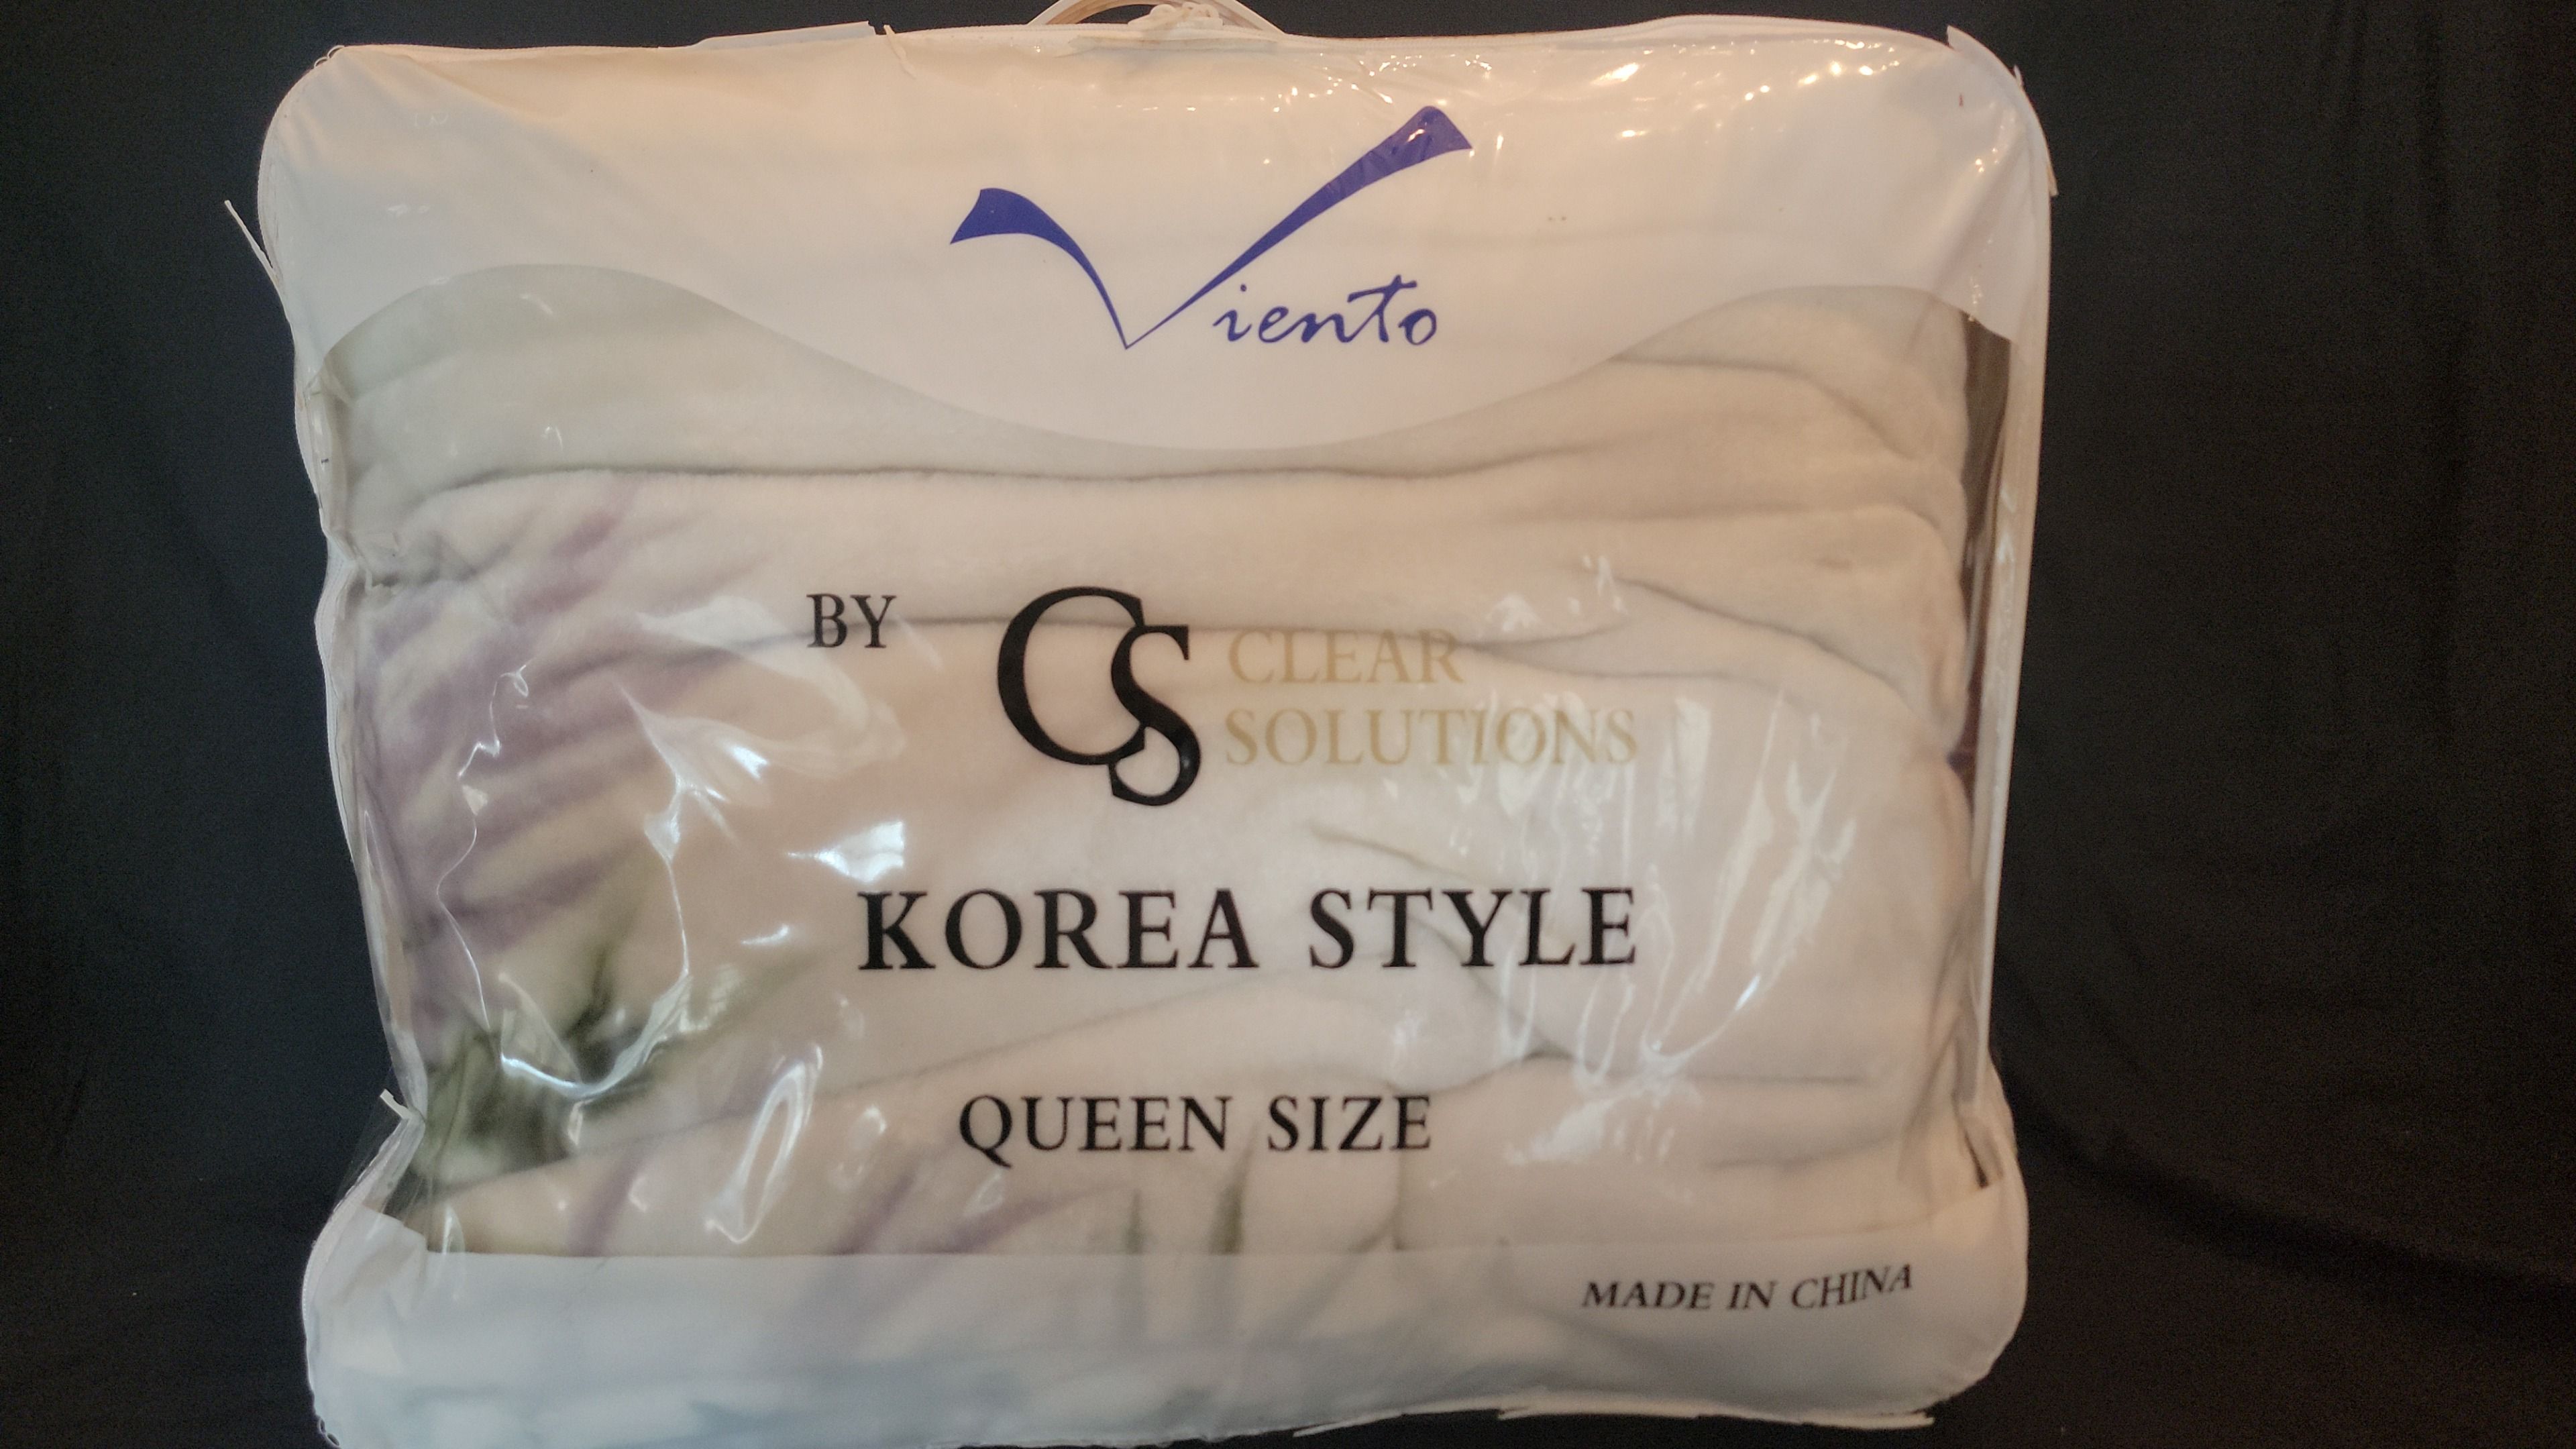 Viento
BY
CS
CLEAR
SOLUTIONS
KOREA STYLE
QUEEN SIZE
MADE IN CHINA